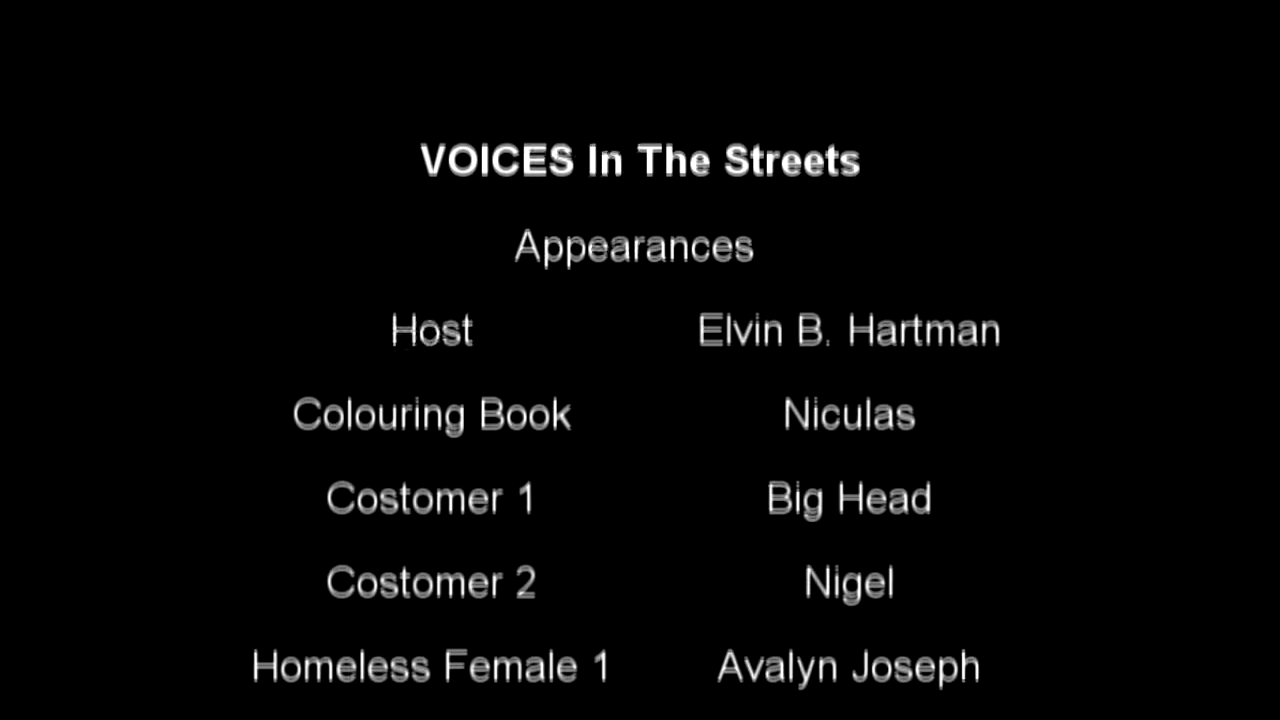 VOICES In The Streets
Appearances
Host Elvin B. Hartman
Colouring Book Niculas
Costomer 1 Big Head
Costomer 2 Nigel
Homeless Female 1 Avalyn Joseph